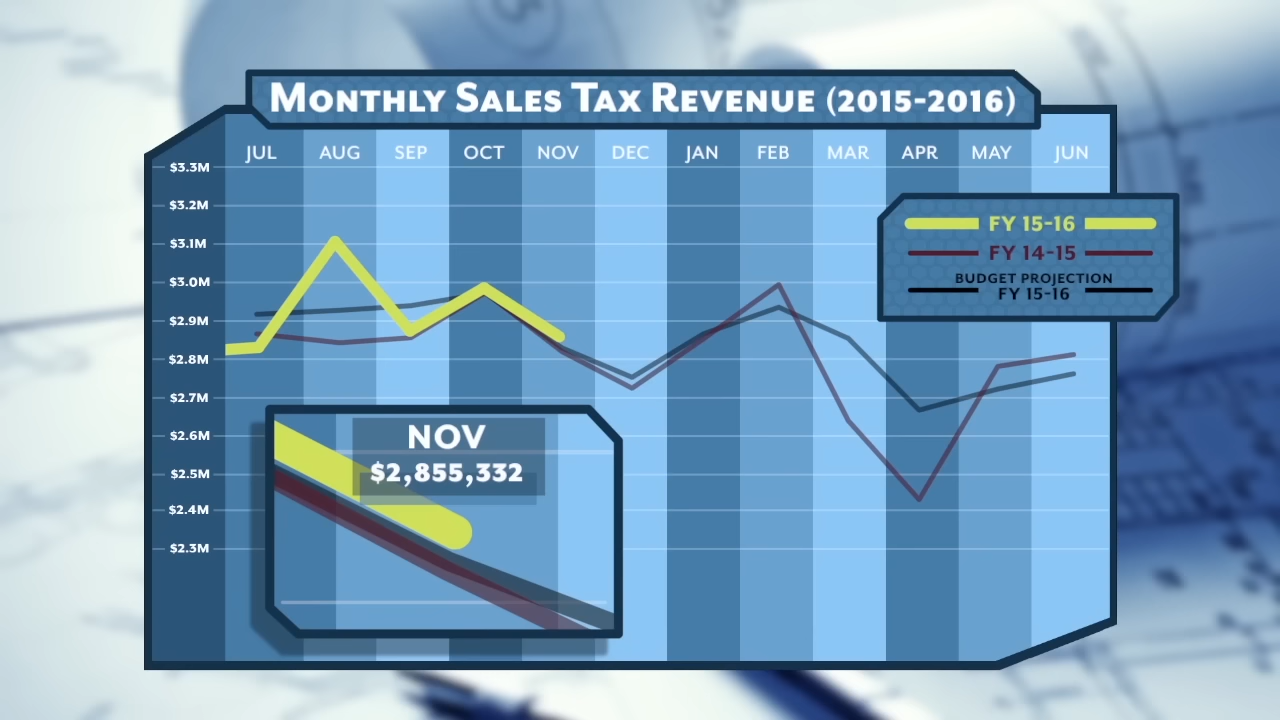 MONTHLY SALES TAX REVENUE (2015-2016)
JUL AUG SEP OCT NOV DEC JAN FEB MAR APR MAY JUN
$3.3M
$3.2M
$3.1M
$3.0M
$2.9M
$2.8M
$2.7M
$2.6M
$2.5M
$2.4M
$2.3M
FY 15-16
FY 14-15
BUDGET PROJECTION
FY 15-16
NOV
$2,855,332